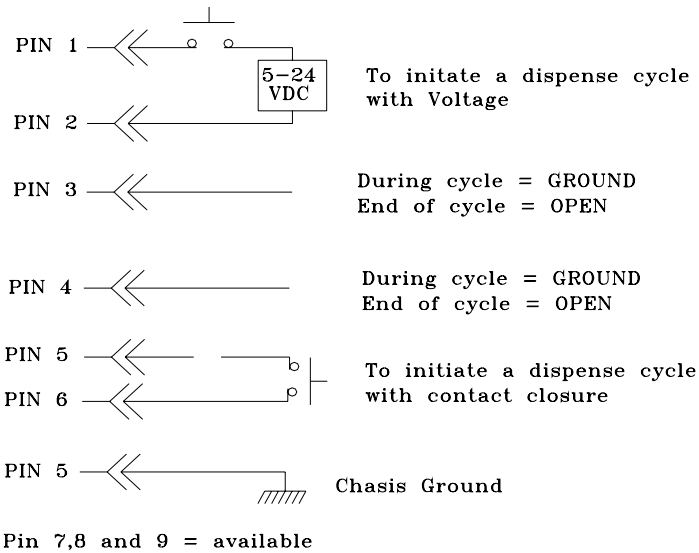 PIN 1
5-24
VDC
To initate a dispense cycle
with Voltage
PIN 2
PIN 3
During cycle = GROUND
End of cycle = OPEN
PIN 4
During cycle = GROUND
End of cycle = OPEN
PIN 5
PIN 6
To initiate a dispense cycle
with contact closure
PIN 5
Chasis Ground
Pin 7,8 and 9 = available